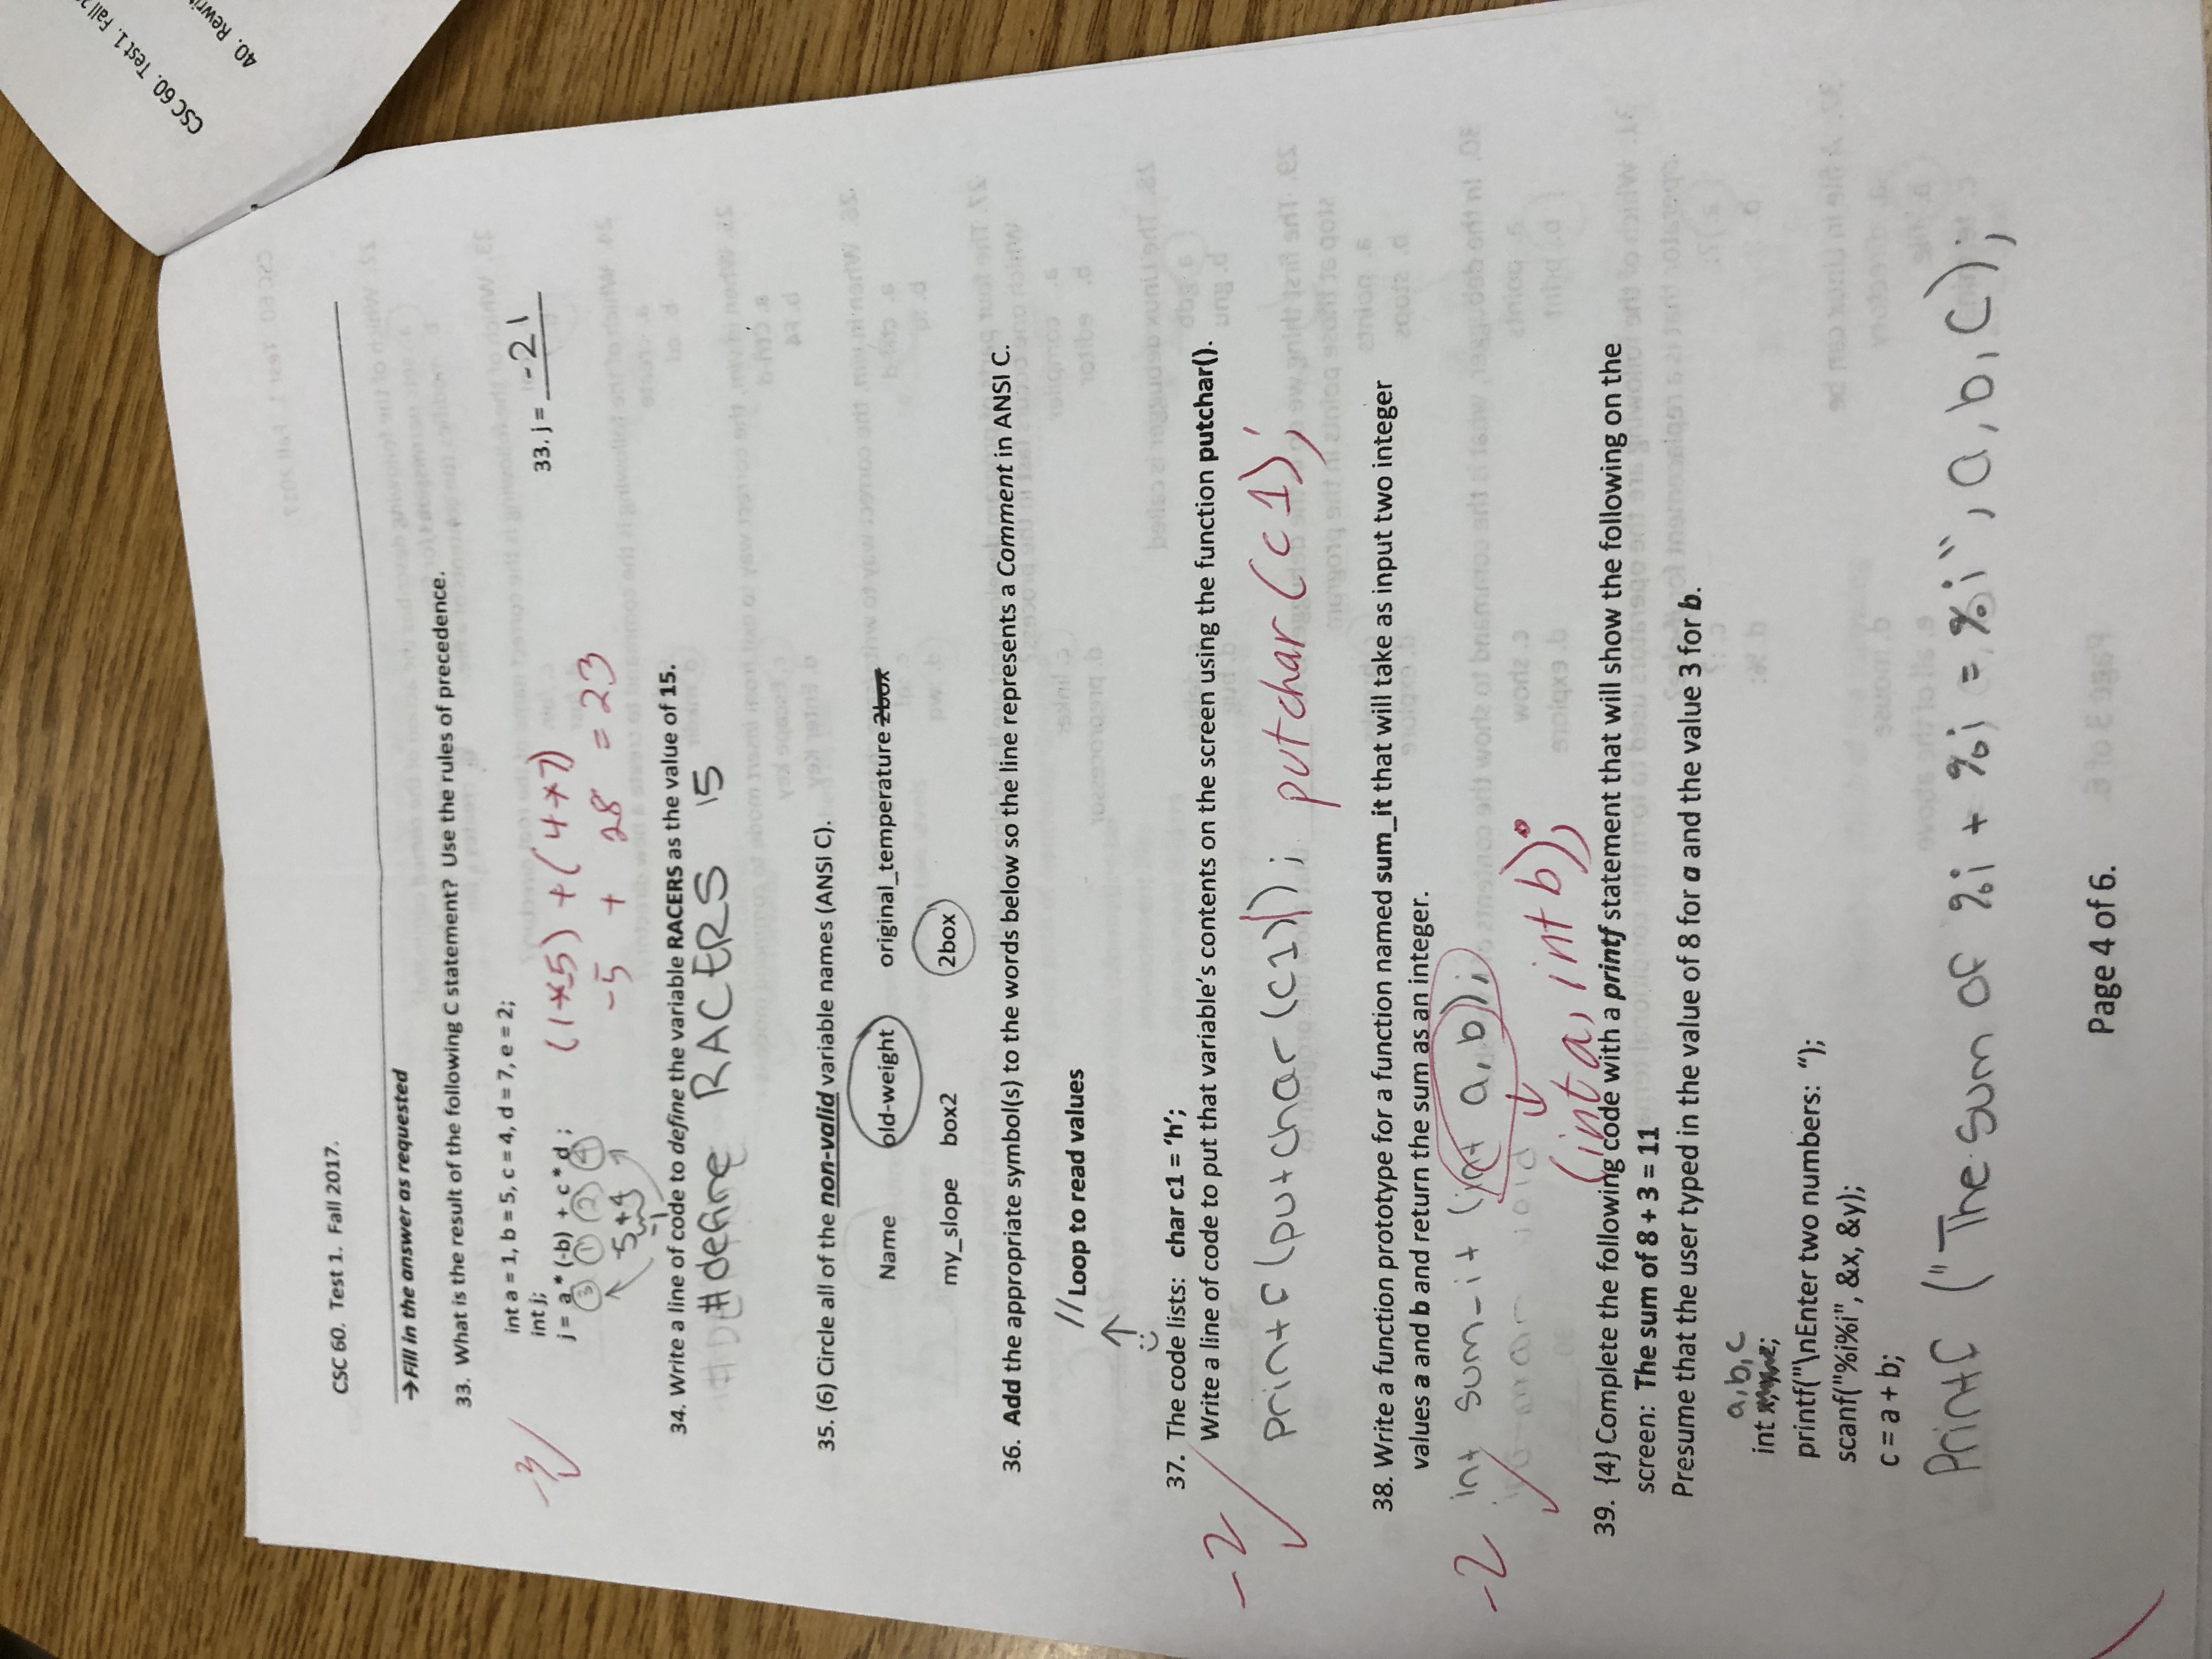 CSC 60. Test 1. Fall
40. Rewri
CSC 60. Test 1. Fall 2017.
→Fill in the answer as requested
33. What is the result of the following C statement? Use the rules of precedence.
int a = 1, b = 5, c = 4, d = 7, e = 2;
int j;
j = a * (-b) + c * d ;
33. j = -21
-3
3 1 2 4
-5+4
-1
(1*-5) + (4*7)
-5 + 28 = 23
34. Write a line of code to define the variable RACERS as the value of 15.
#define RACERS 15
35. (6) Circle all of the non-valid variable names (ANSI C).
Name old-weight original_temperature 2box
my_slope box2 2box
36. Add the appropriate symbol(s) to the words below so the line represents a Comment in ANSI C.
// Loop to read values
37. The code lists: char c1 = ‘h’;
Write a line of code to put that variable’s contents on the screen using the function putchar().
-2
printf(putchar(c1)); putchar(c1);
38. Write a function prototype for a function named sum_it that will take as input two integer
values a and b and return the sum as an integer.
-2 int sum_it (int a, b);
(int a, int b);
39. {4} Complete the following code with a printf statement that will show the following on the
screen: The sum of 8 + 3 = 11
Presume that the user typed in the value of 8 for a and the value 3 for b.
a,b,c
int
printf("\nEnter two numbers: “);
scanf("%i%i", &x, &y);
c = a + b;
Printf ("The sum of %i + %i = %i", a, b, c);
Page 4 of 6.